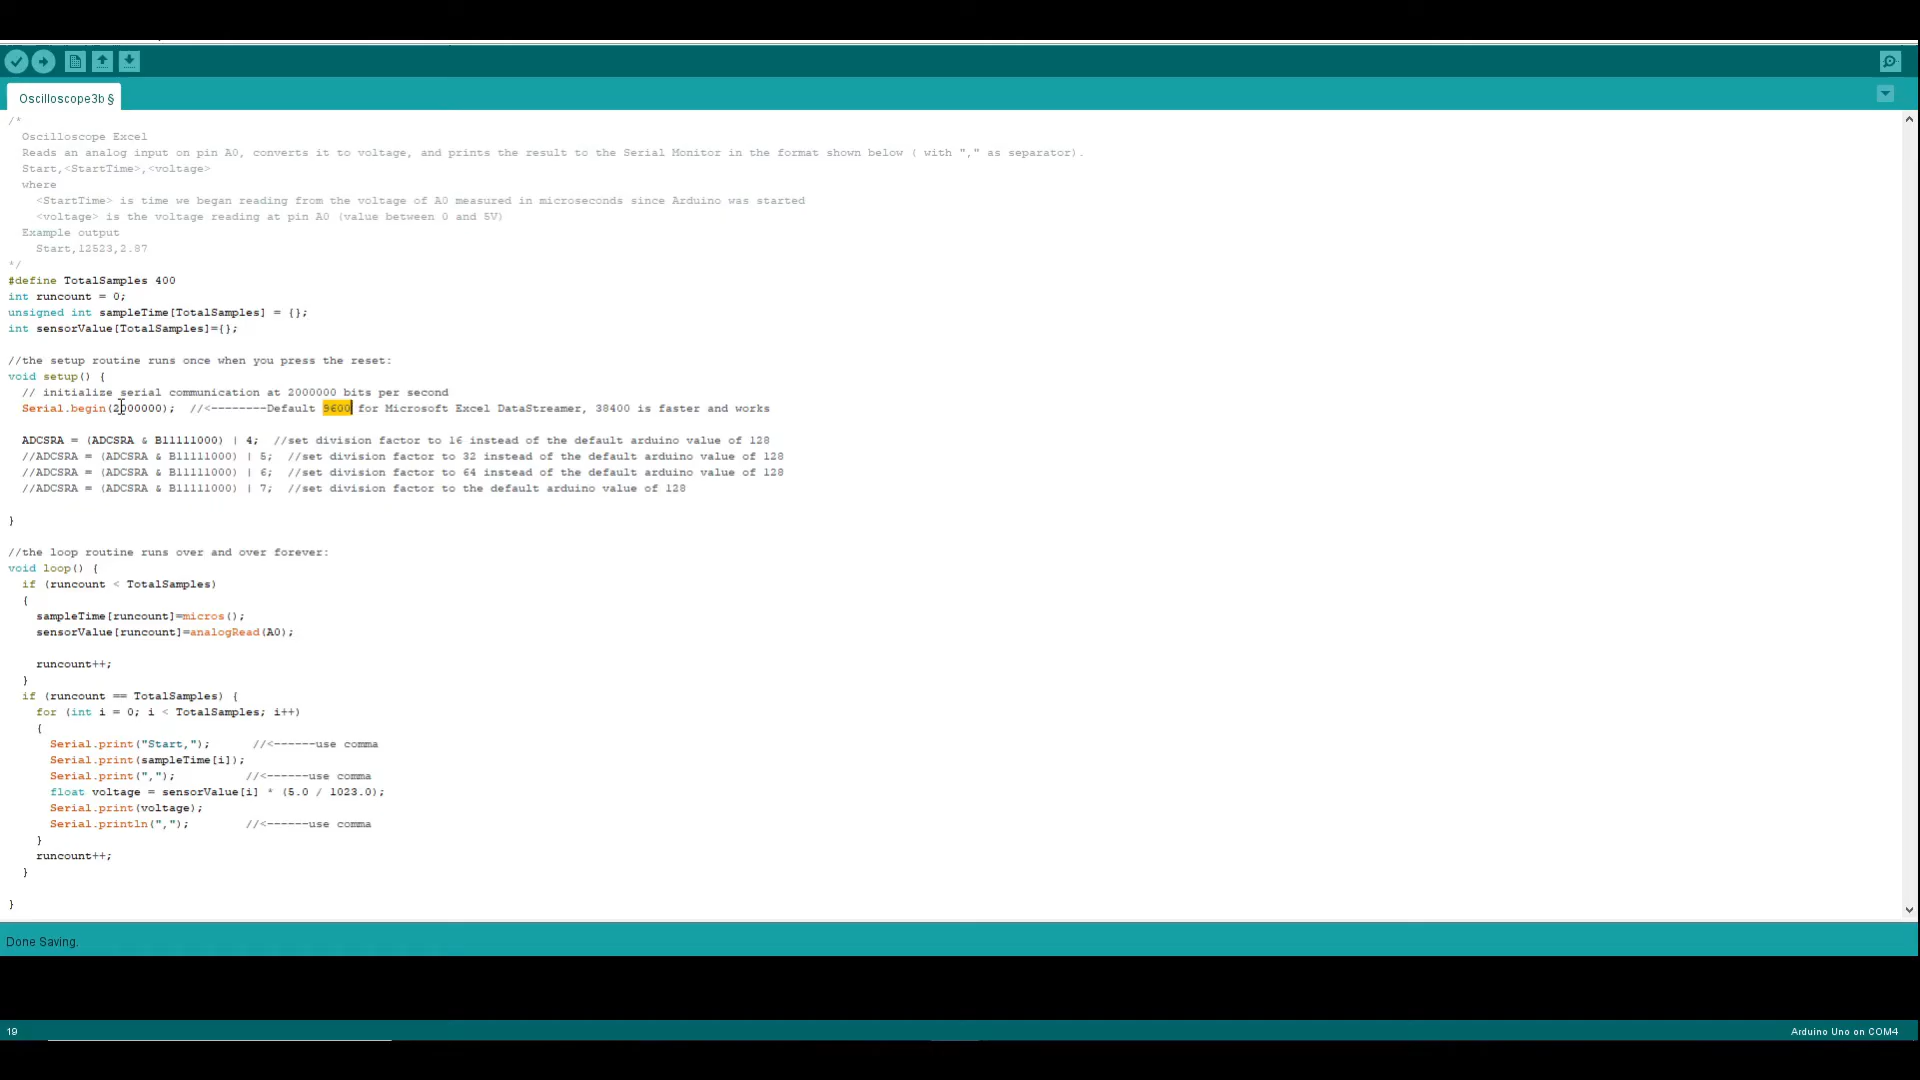 Oscilloscope3b §
/*
Oscilloscope Excel
Reads an analog input on pin A0, converts it to voltage, and prints the result to the Serial Monitor in the format shown below ( with "," as separator).
Start,<StartTime>,<voltage>
where
<StartTime> is time we began reading from the voltage of A0 measured in microseconds since Arduino was started
<voltage> is the voltage reading at pin A0 (value between 0 and 5V)
Example output
Start,12523,2.87
*/
#define TotalSamples 400
int runcount = 0;
unsigned int sampleTime[TotalSamples] = {};
int sensorValue[TotalSamples]={};
//the setup routine runs once when you press the reset:
void setup() {
// initialize serial communication at 2000000 bits per second
Serial.begin(2000000);  //<--------Default 9600 for Microsoft Excel DataStreamer, 38400 is faster and works
ADCSRA = (ADCSRA & B11111000) | 4;  //set division factor to 16 instead of the default arduino value of 128
//ADCSRA = (ADCSRA & B11111000) | 5;  //set division factor to 32 instead of the default arduino value of 128
//ADCSRA = (ADCSRA & B11111000) | 6;  //set division factor to 64 instead of the default arduino value of 128
//ADCSRA = (ADCSRA & B11111000) | 7;  //set division factor to the default arduino value of 128
}
//the loop routine runs over and over forever:
void loop() {
if (runcount < TotalSamples)
{
sampleTime[runcount]=micros();
sensorValue[runcount]=analogRead(A0);
runcount++;
}
if (runcount == TotalSamples) {
for (int i = 0; i < TotalSamples; i++)
{
Serial.print("Start,");      //<------use comma
Serial.print(sampleTime[i]);
Serial.print(",");          //<------use comma
float voltage = sensorValue[i] * (5.0 / 1023.0);
Serial.print(voltage);
Serial.println(",");        //<------use comma
}
runcount++;
}
}
Done Saving.
19
Arduino Uno on COM4